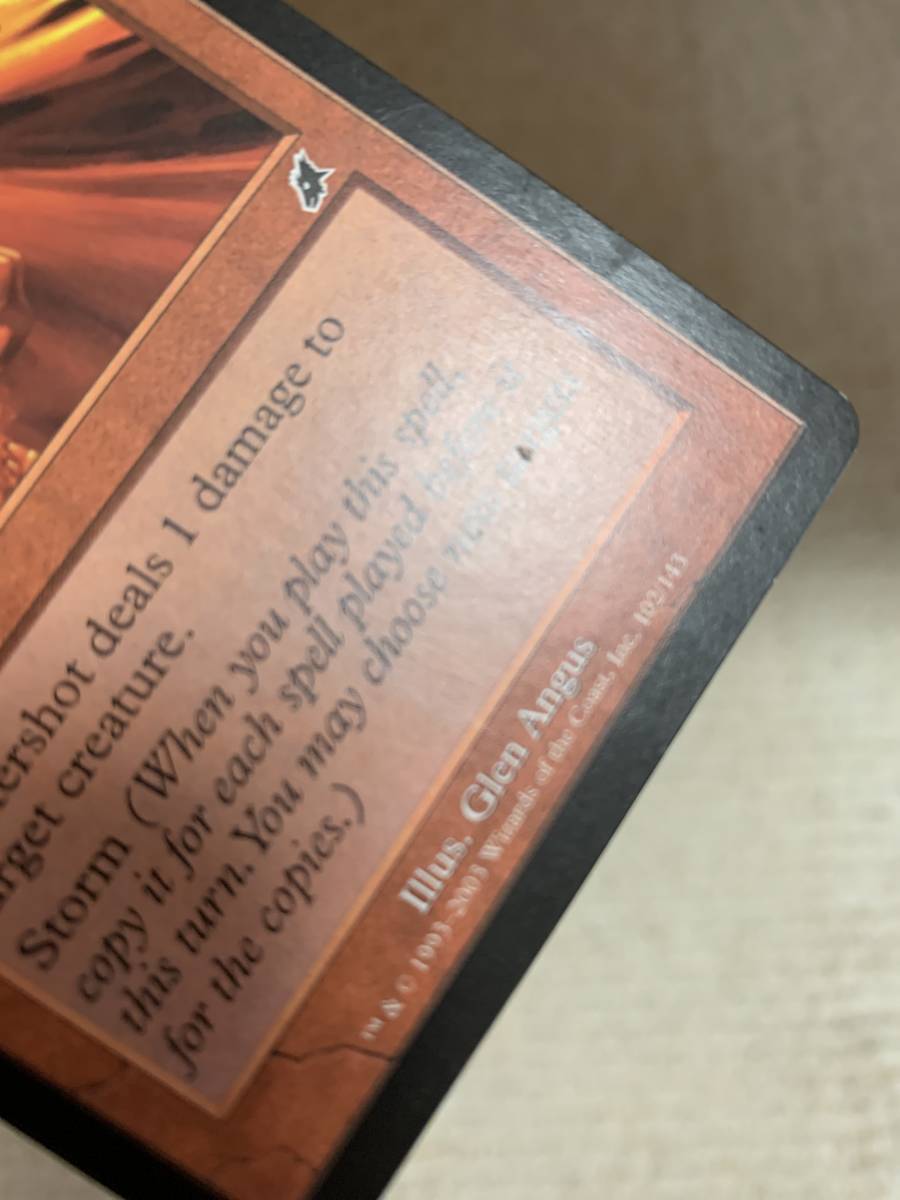 ershot deals 1 damage to
rget creature.
Storm (When you play this spell,
copy it for each spell played before it
this turn. You may choose new targets
for the copies.)
Illus. Glen Angus
™ & © 1993-2003 Wizards of the Coast, Inc. 102/143